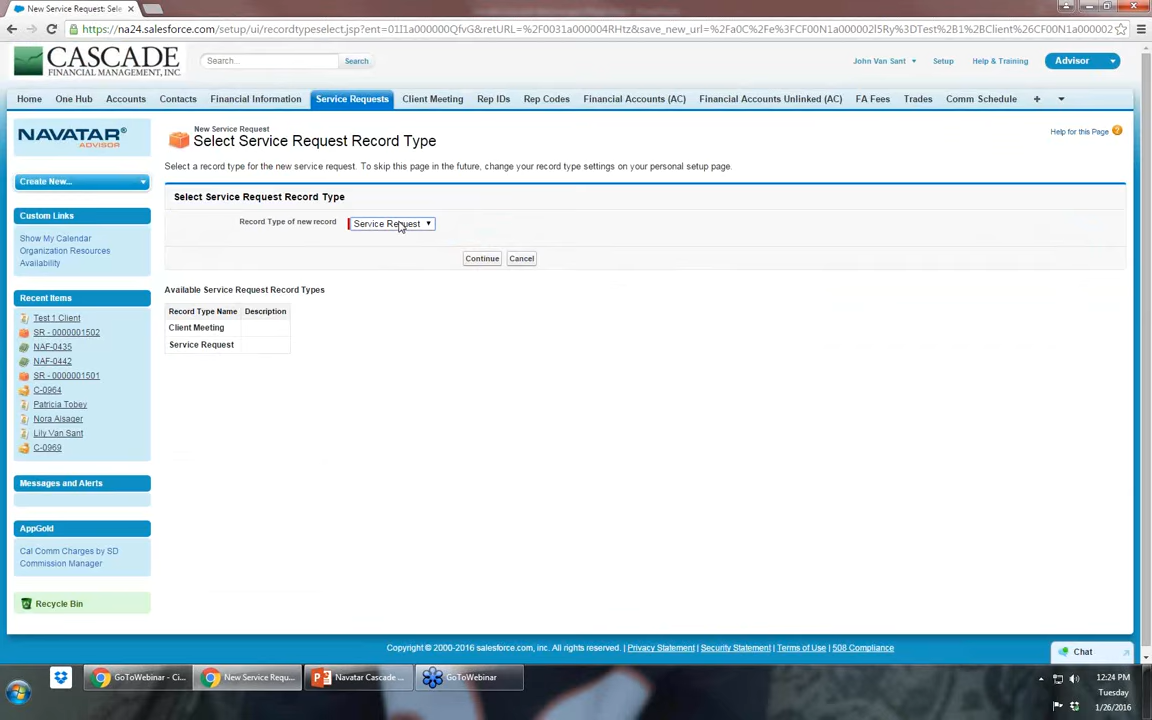 New Service Request: Sele
https://na24.salesforce.com/setup/ui/recordtypeselect.jsp?ent=01I1a000000QfvG&retURL=%2F0031a000004RHtz&save_new_url=%2Fa0C%2Fe%3FCF00N1a000002I5Ry%3DTest%2B1%2BClient%26CF00N1a000002
CASCADE
FINANCIAL MANAGEMENT, INC.
Search...
Search
John Van Sant
Setup
Help & Training
Advisor
Home
One Hub
Accounts
Contacts
Financial Information
Service Requests
Client Meeting
Rep IDs
Rep Codes
Financial Accounts (AC)
Financial Accounts Unlinked (AC)
FA Fees
Trades
Comm Schedule
+
NAVATAR®
ADVISOR
Create New...
Custom Links
Show My Calendar
Organization Resources
Availability
Recent Items
Test 1 Client
SR - 0000001502
NAF-0435
NAF-0442
SR - 0000001501
C-0964
Patricia Tobey
Nora Aisager
Lily Van Sant
C-0969
Messages and Alerts
AppGold
Cal Comm Charges by SD
Commission Manager
Recycle Bin
New Service Request
Select Service Request Record Type
Help for this Page
Select a record type for the new service request. To skip this page in the future, change your record type settings on your personal setup page.
Select Service Request Record Type
Record Type of new record
Service Request
Continue
Cancel
Available Service Request Record Types
Record Type Name
Description
Client Meeting
Service Request
Copyright © 2000-2016 salesforce.com, inc. All rights reserved. | Privacy Statement | Security Statement | Terms of Use | 508 Compliance
Chat
GoToWebinar - Ci...
New Service Requ...
Navatar Cascade ...
GoToWebinar
12:24 PM
Tuesday
1/26/2016